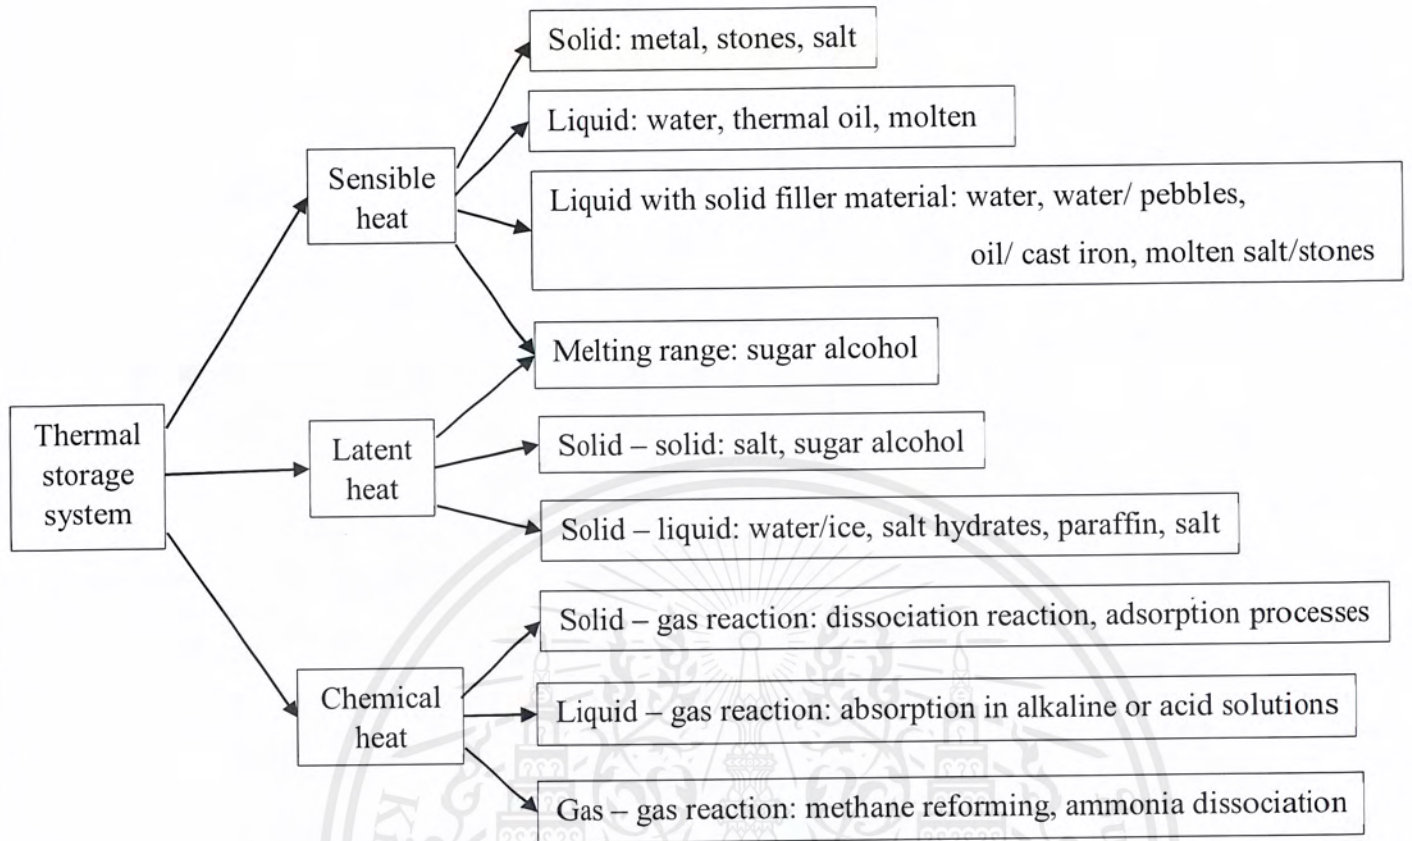 Solid: metal, stones, salt
Liquid: water, thermal oil, molten
Sensible
heat
Liquid with solid filler material: water, water/ pebbles,
oil/ cast iron, molten salt/stones
Melting range: sugar alcohol
Thermal
storage
system
Latent
heat
Solid – solid: salt, sugar alcohol
Solid – liquid: water/ice, salt hydrates, paraffin, salt
Solid – gas reaction: dissociation reaction, adsorption processes
Chemical
heat
Liquid – gas reaction: absorption in alkaline or acid solutions
Gas – gas reaction: methane reforming, ammonia dissociation